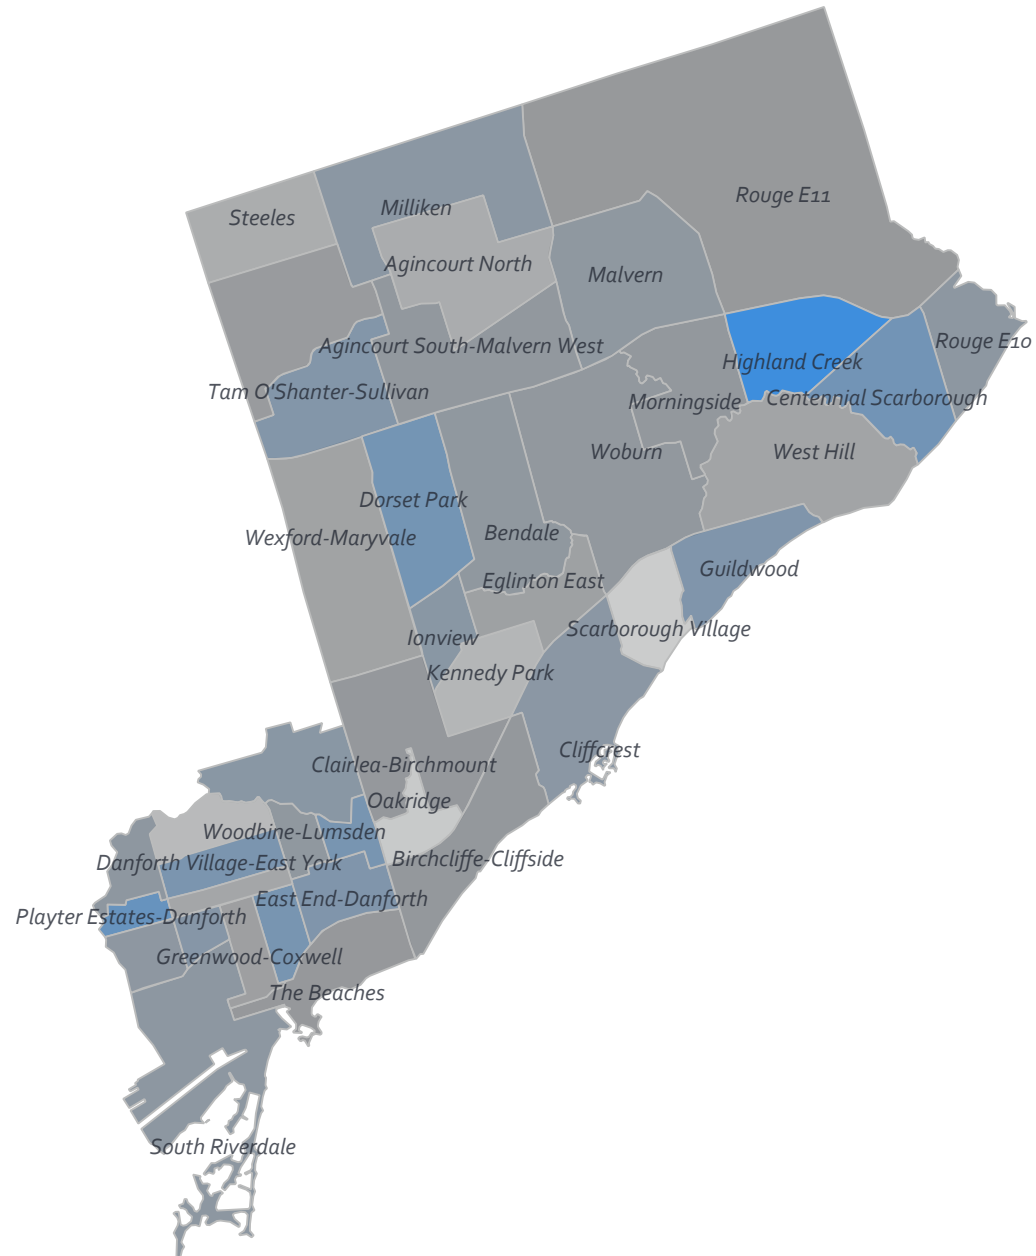 Rouge E11
Milliken
Steeles
Agincourt North
Malvern
Rouge E10
Agincourt South-Malvern West
Highland Creek
Tam O'Shanter-Sullivan
Centennial Scarborough
Morningside
Woburn
West Hill
Dorset Park
Bendale
Wexford-Maryvale
Guildwood
Eglinton East
Scarborough Village
Ionview
Kennedy Park
Cliffcrest
Clairlea-Birchmount
Oakridge
Woodbine-Lumsden
Birchcliffe-Cliffside
Danforth Village-East York
East End-Danforth
Playter Estates-Danforth
Greenwood-Coxwell
The Beaches
South Riverdale